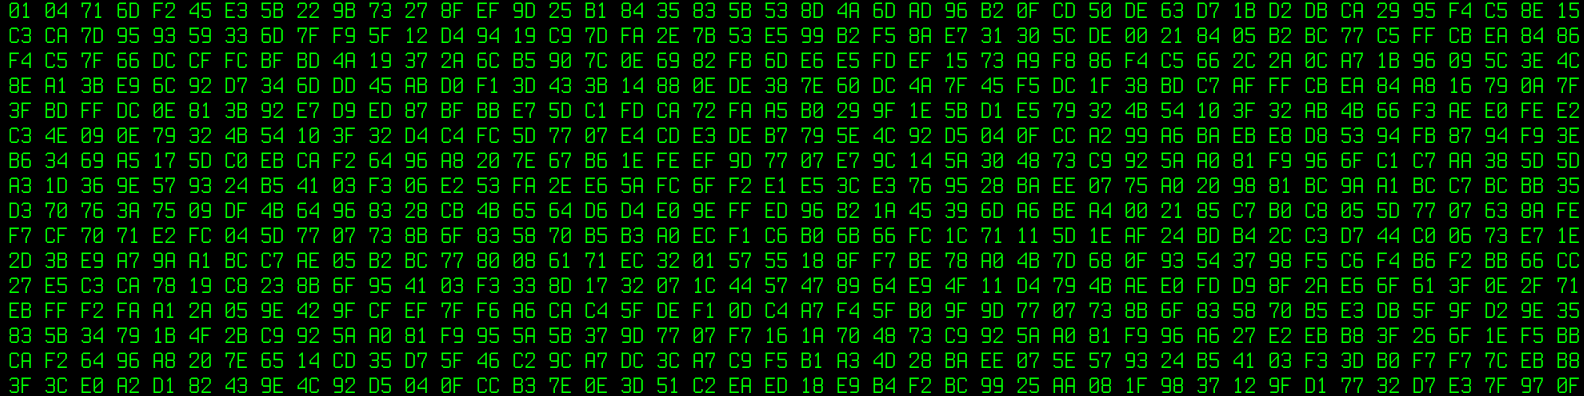 01 04 71 6D F2 45 E3 5B 22 9B 73 27 8F EF 9D 25 B1 84 35 83 5B 53 8D 4A 6D AD 96 B2 0F CD 50 DE 63 D7 1B D2 DB CA 29 95 F4 C5 8E 15
C3 CA 7D 95 93 59 33 6D 7F F9 5F 12 D4 94 19 C9 7D FA 2E 7B 53 E5 99 B2 F5 8A E7 31 30 5C DE 00 21 84 05 B2 BC 77 C5 FF CB EA 84 86
F4 C5 7F 66 DC CF FC BF BD 4A 19 37 2A 6C B5 90 7C 0E 69 82 FB 6D E6 E5 FD EF 15 73 A9 F8 86 F4 C5 66 2C 2A 0C A7 1B 96 09 5C 3E 4C
8E A1 3B E9 6C 92 D7 34 6D DD 45 AB D0 F1 3D 43 3B 14 88 0E DE 38 7E 60 DC 4A 7F 45 F5 DC 1F 38 BD C7 AF FF CB EA 84 A8 16 79 0A 7F
3F BD FF DC 0E 81 3B 92 E7 D9 ED 87 BF BB E7 5D C1 FD CA 72 FA A5 B0 29 9F 1E 5B D1 E5 79 32 4B 54 10 3F 32 AB 4B 66 F3 AE E0 FE E2
C3 4E 09 0E 79 32 4B 54 10 3F 32 D4 C4 FC 5D 77 07 E4 CD E3 DE B7 79 5E 4C 92 D5 04 0F CC A2 99 A6 BA EB E8 D8 53 94 FB 87 94 F9 3E
B6 34 69 A5 17 5D C0 EB CA F2 64 96 A8 20 7E 67 B6 1E FE EF 9D 77 07 E7 9C 14 5A 30 48 73 C9 92 5A A0 81 F9 96 6F C1 C7 AA 38 5D 5D
A3 1D 36 9E 57 93 24 B5 41 03 F3 06 E2 53 FA 2E E6 5A FC 6F F2 E1 E5 3C E3 76 95 28 BA EE 07 75 A0 20 98 81 BC 9A A1 BC C7 BC BB 35
D3 70 76 3A 75 09 DF 4B 64 96 83 28 CB 4B 65 64 D6 D4 E0 9E FF ED 96 B2 1A 45 39 6D A6 BE A4 00 21 85 C7 B0 C8 05 5D 77 07 63 8A FE
F7 CF 70 71 E2 FC 04 5D 77 07 73 8B 6F 83 58 70 B5 B3 A0 EC F1 C6 B0 6B 66 FC 1C 71 11 5D 1E AF 24 BD B4 2C C3 D7 44 C0 06 73 E7 1E
2D 3B E9 A7 9A A1 BC C7 AE 05 B2 BC 77 80 08 61 71 EC 32 01 57 55 18 8F F7 BE 78 A0 4B 7D 68 0F 93 54 37 98 F5 C6 F4 B6 F2 BB 66 CC
27 E5 C3 CA 78 19 C8 23 8B 6F 95 41 03 F3 33 8D 17 32 07 1C 44 57 47 89 64 E9 4F 11 D4 79 4B AE E0 FD D9 8F 2A E6 6F 61 3F 0E 2F 71
EB FF F2 FA A1 2A 05 9E 42 9F CF EF 7F F6 A6 CA C4 5F DE F1 0D C4 A7 F4 5F B0 9F 9D 77 07 73 8B 6F 83 58 70 B5 E3 DB 5F 9F D2 9E 35
83 5B 34 79 1B 4F 2B C9 92 5A A0 81 F9 95 5A 5B 37 9D 77 07 F7 16 1A 70 48 73 C9 92 5A A0 81 F9 96 A6 27 E2 EB B8 3F 26 6F 1E F5 BB
CA F2 64 96 A8 20 7E 65 14 CD 35 D7 5F 46 C2 9C A7 DC 3C A7 C9 F5 B1 A3 4D 28 BA EE 07 5E 57 93 24 B5 41 03 F3 3D B0 F7 F7 7C EB B8
3F 3C E0 A2 D1 82 43 9E 4C 92 D5 04 0F CC B3 7E 0E 3D 51 C2 EA ED 18 E9 B4 F2 BC 99 25 AA 08 1F 98 37 12 9F D1 77 32 D7 E3 7F 97 0F